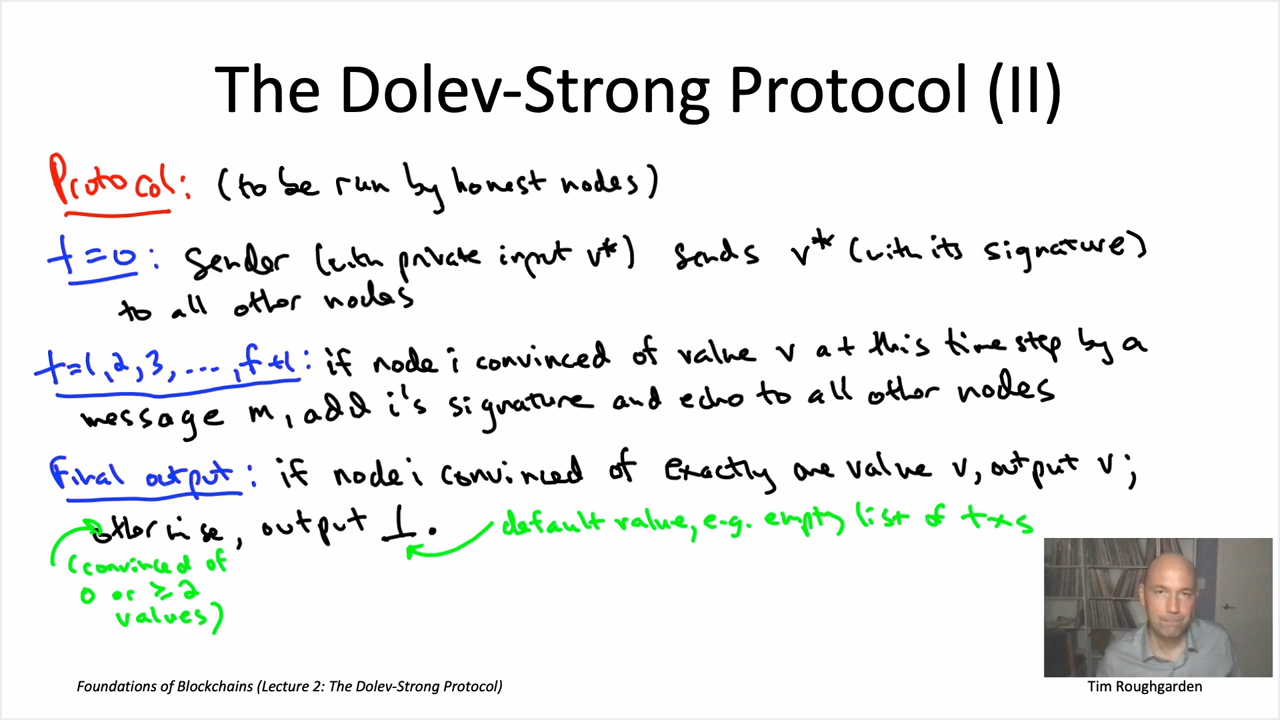 The Dolev-Strong Protocol (II)
Protocol: (to be run by honest nodes)
t=0: Sender (with private input v*) sends v* (with its signature)
to all other nodes
t=1,2,3,...,f+1: if node i convinced of value v at this time step by a
message m, add i's signature and echo to all other nodes
Final output: if node i convinced of exactly one value v, output v;
otherwise, output ⊥.
default value, e.g. empty list of txs
(convinced of
0 or ≥2
values)
Foundations of Blockchains (Lecture 2: The Dolev-Strong Protocol)
Tim Roughgarden